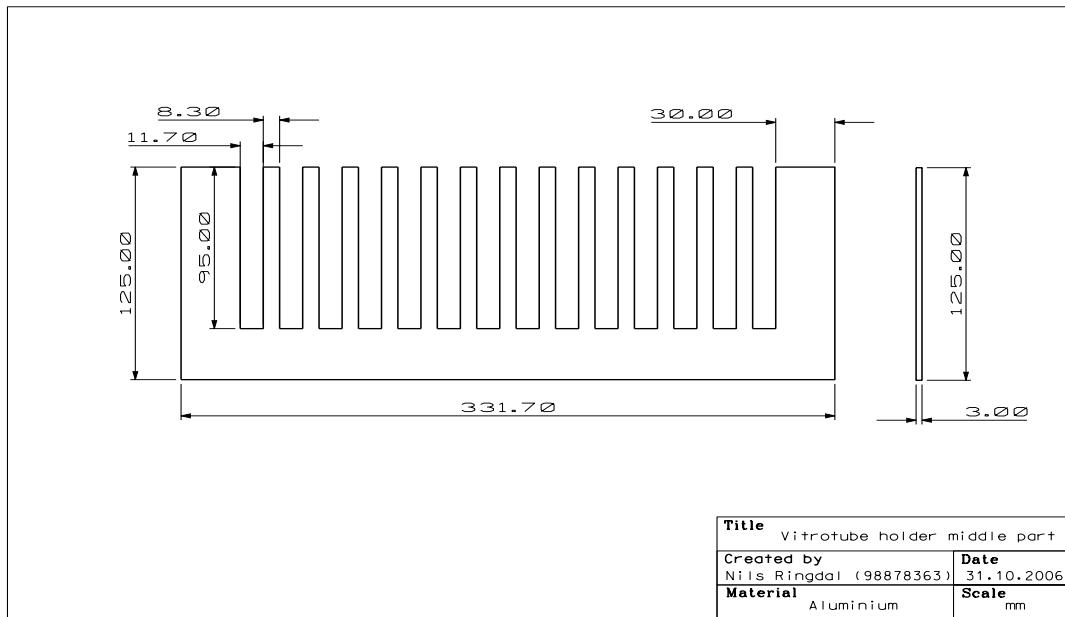 8.30
30.00
11.70
125.00
95.00
125.00
331.70
3.00
Title
Vitrotube holder middle part
Created by
Date
Nils Ringdal (98878363)
31.10.2006
Material
Scale
Aluminium
mm